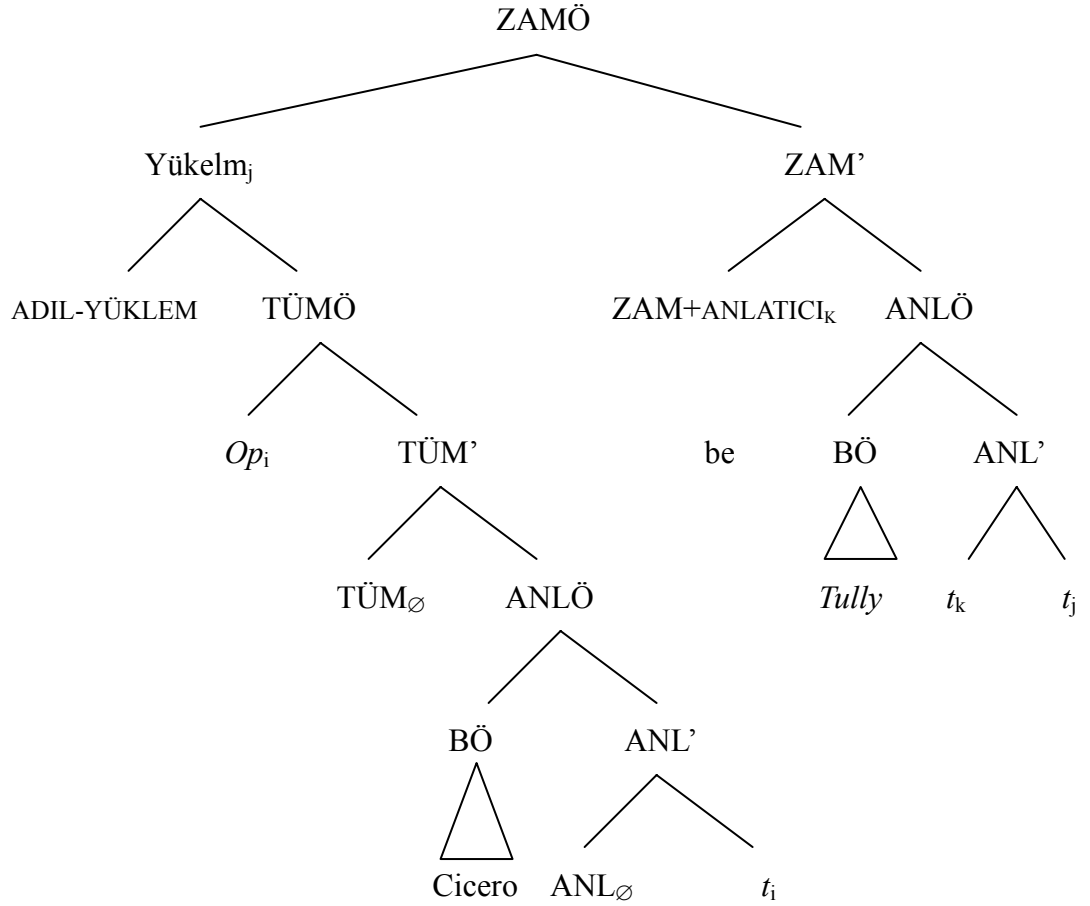 ZAMÖ
Yükelmj ZAM’
ADIL-YÜKLEM TÜMÖ ZAM+ANLATICIK ANLÖ
Opi TÜM’ be BÖ ANL’
TÜM∅ ANLÖ Tully tk tj
BÖ ANL’
Cicero ANL∅ ti